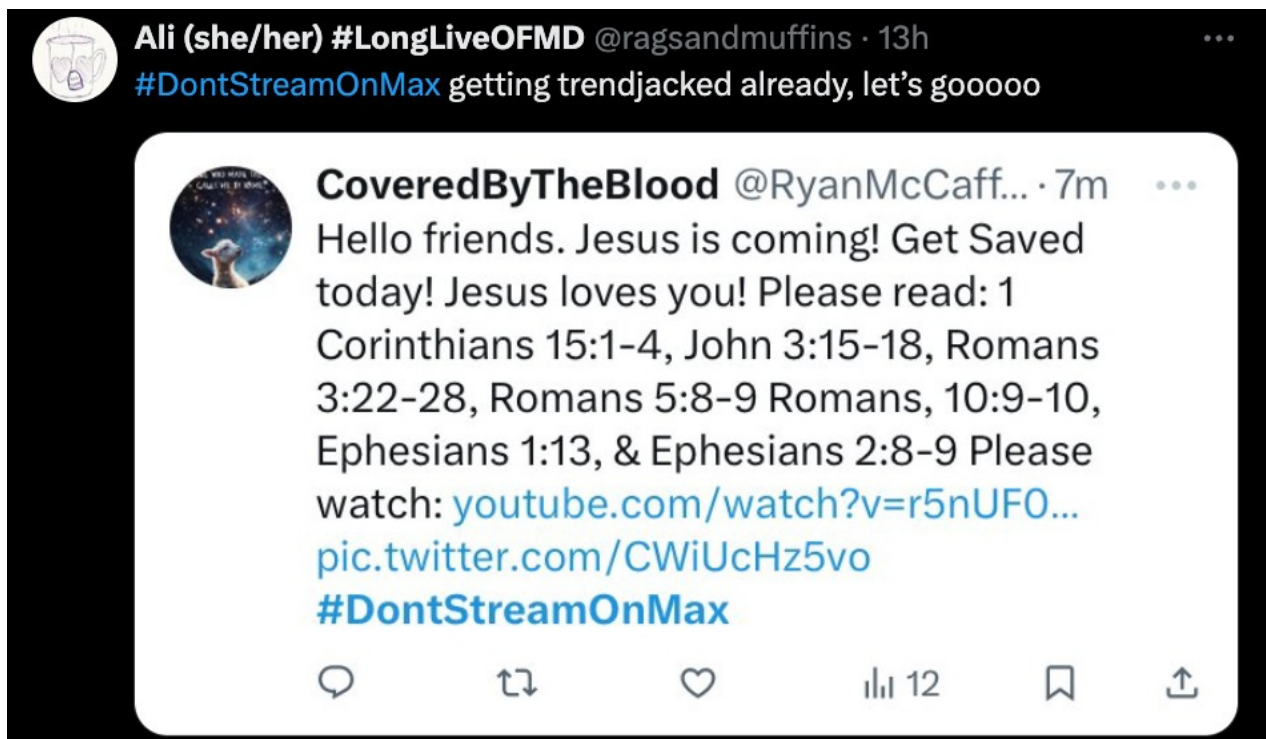 Ali (she/her) #LongLiveOFMD @ragsandmuffins · 13h
#DontStreamOnMax getting trendjacked already, let's gooooo
CoveredByTheBlood @RyanMcCaff... · 7m
Hello friends. Jesus is coming! Get Saved
today! Jesus loves you! Please read: 1
Corinthians 15:1-4, John 3:15-18, Romans
3:22-28, Romans 5:8-9 Romans, 10:9-10,
Ephesians 1:13, & Ephesians 2:8-9 Please
watch: youtube.com/watch?v=r5nUF0...
pic.twitter.com/CWiUcHz5vo
#DontStreamOnMax
12